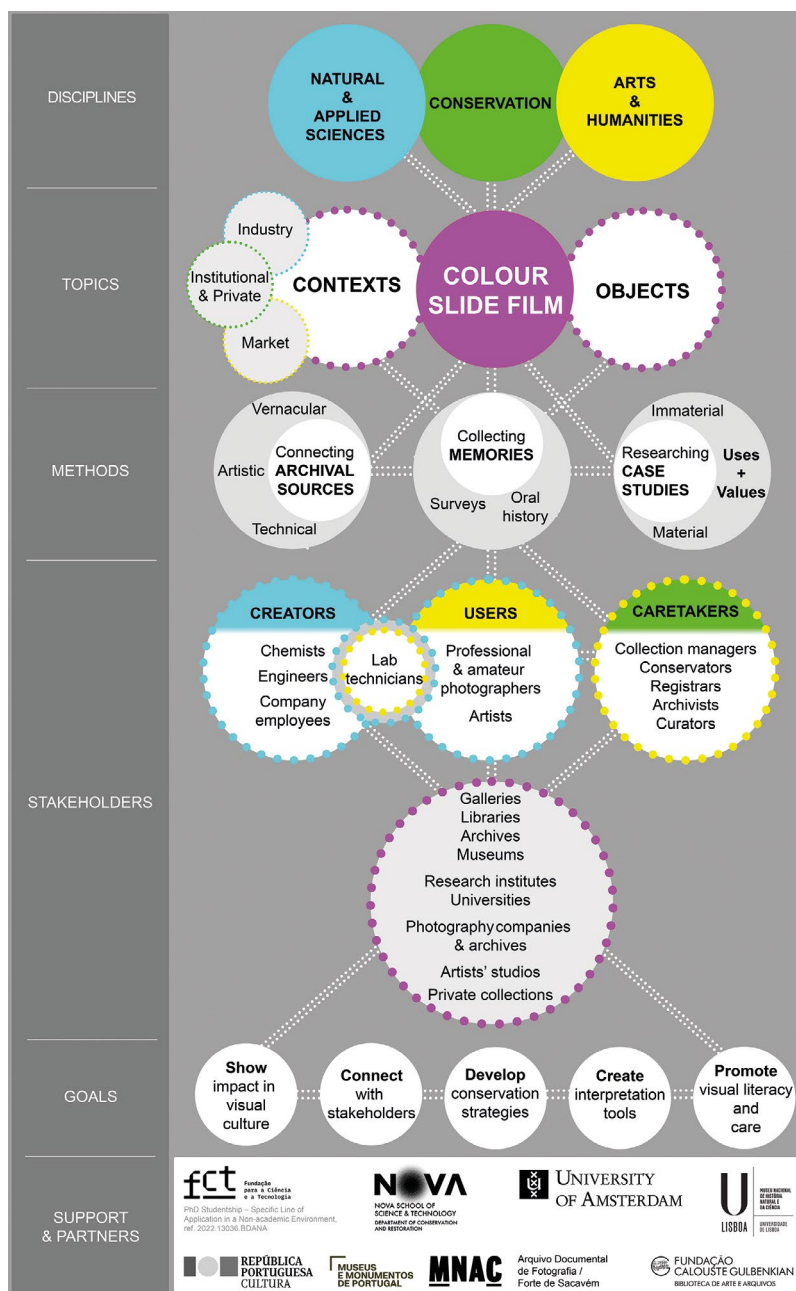 DISCIPLINES
NATURAL
&
APPLIED
SCIENCES
CONSERVATION
ARTS
&
HUMANITIES
TOPICS
Industry
Institutional
& Private
Market
CONTEXTS
COLOUR
SLIDE FILM
OBJECTS
METHODS
Vernacular
Artistic
Technical
Connecting
ARCHIVAL
SOURCES
Collecting
MEMORIES
Surveys
Oral
history
Immaterial
Researching
CASE
STUDIES
Uses
+
Values
Material
STAKEHOLDERS
CREATORS
Chemists
Engineers
Company
employees
Lab
technicians
USERS
Professional
& amateur
photographers
Artists
CARETAKERS
Collection managers
Conservators
Registrars
Archivists
Curators
Galleries
Libraries
Archives
Museums
Research institutes
Universities
Photography companies
& archives
Artists' studios
Private collections
GOALS
Show
impact in
visual
culture
Connect
with
stakeholders
Develop
conservation
strategies
Create
interpretation
tools
Promote
visual literacy
and
care
SUPPORT
& PARTNERS
fct
Fundação
para a Ciência
e a Tecnologia
PhD Studentship – Specific Line of
Application in a Non-academic Environment,
ref. 2022.13036.BDANA
NOVA
NOVA SCHOOL OF
SCIENCE & TECHNOLOGY
DEPARTMENT OF CONSERVATION
AND RESTORATION
UNIVERSITY
OF AMSTERDAM
U
LISBOA
MUSEU NACIONAL
DE HISTÓRIA
NATURAL E
DA CIÊNCIA
UNIVERSIDADE
DE LISBOA
REPÚBLICA
PORTUGUESA
CULTURA
MUSEUS
E MONUMENTOS
DE PORTUGAL
MNAC
Arquivo Documental
de Fotografia /
Forte de Sacavém
FUNDAÇÃO
CALOUSTE GULBENKIAN
BIBLIOTECA DE ARTE E ARQUIVOS